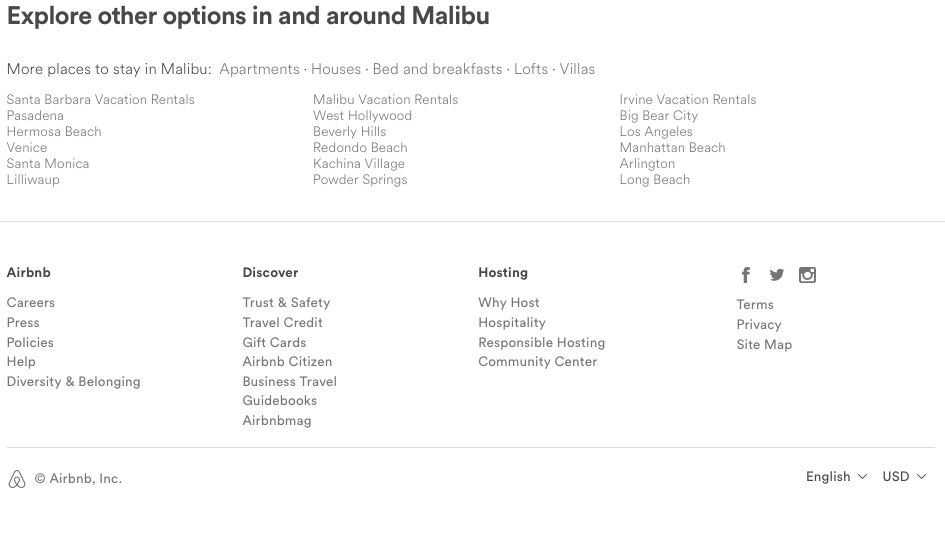 Explore other options in and around Malibu
More places to stay in Malibu: Apartments · Houses · Bed and breakfasts · Lofts · Villas
Santa Barbara Vacation Rentals
Pasadena
Hermosa Beach
Venice
Santa Monica
Lilliwaup
Malibu Vacation Rentals
West Hollywood
Beverly Hills
Redondo Beach
Kachina Village
Powder Springs
Irvine Vacation Rentals
Big Bear City
Los Angeles
Manhattan Beach
Arlington
Long Beach
Airbnb
Careers
Press
Policies
Help
Diversity & Belonging
Discover
Trust & Safety
Travel Credit
Gift Cards
Airbnb Citizen
Business Travel
Guidebooks
Airbnbmag
Hosting
Why Host
Hospitality
Responsible Hosting
Community Center
Terms
Privacy
Site Map
© Airbnb, Inc.
English
USD